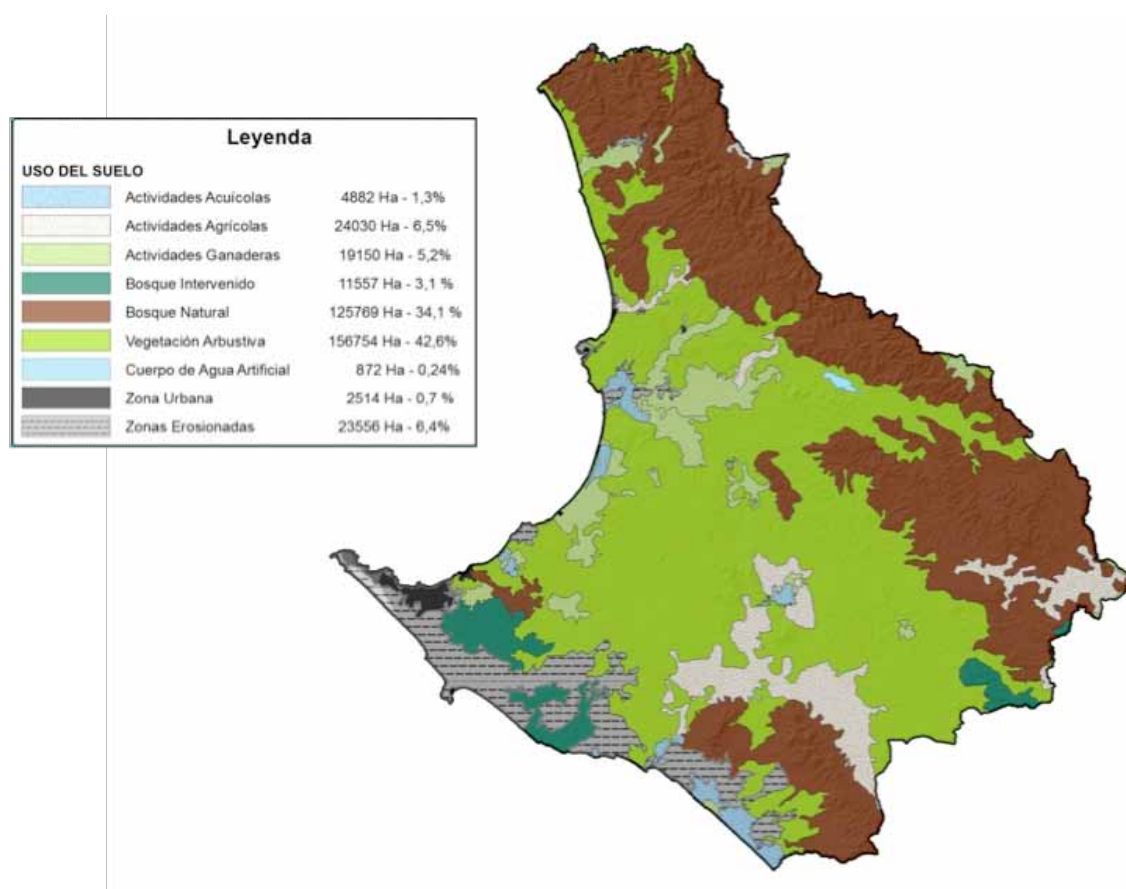 Leyenda
USO DEL SUELO
Actividades Acuícolas 4882 Ha - 1,3%
Actividades Agrícolas 24030 Ha - 6,5%
Actividades Ganaderas 19150 Ha - 5,2%
Bosque Intervenido 11557 Ha - 3,1 %
Bosque Natural 125769 Ha - 34,1 %
Vegetación Arbustiva 156754 Ha - 42,6%
Cuerpo de Agua Artificial 872 Ha - 0,24%
Zona Urbana 2514 Ha - 0,7 %
Zonas Erosionadas 23556 Ha - 6,4%